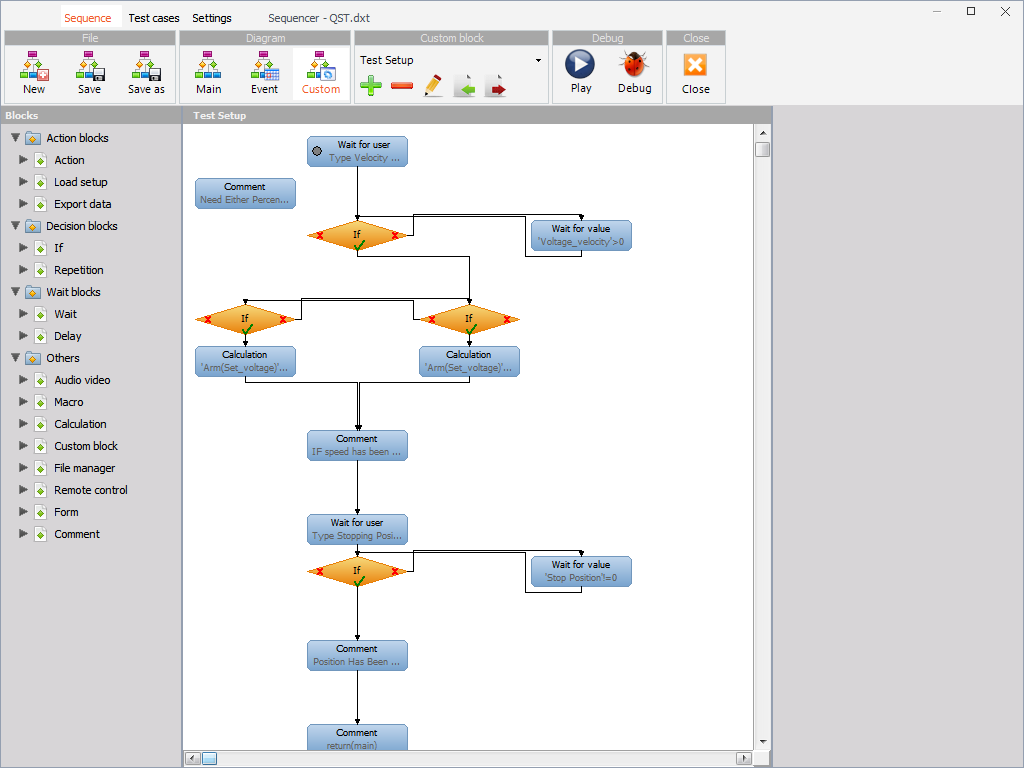 Sequence Test cases Settings Sequencer - QST.dxt
File Diagram Custom block Debug Close
Test Setup
New Save Save as Main Event Custom Play Debug Close
Blocks
Test Setup
Action blocks
Action
Load setup
Export data
Decision blocks
If
Repetition
Wait blocks
Wait
Delay
Others
Audio video
Macro
Calculation
Custom block
File manager
Remote control
Form
Comment
Wait for user
Type Velocity ...
Comment
Need Either Percen...
If
Wait for value
'Voltage_velocity'>0
If
If
Calculation
'Arm(Set_voltage)'...
Calculation
'Arm(Set_voltage)'...
Comment
IF speed has been ...
Wait for user
Type Stopping Posi...
If
Wait for value
'Stop Position'!=0
Comment
Position Has Been ...
Comment
return(main)